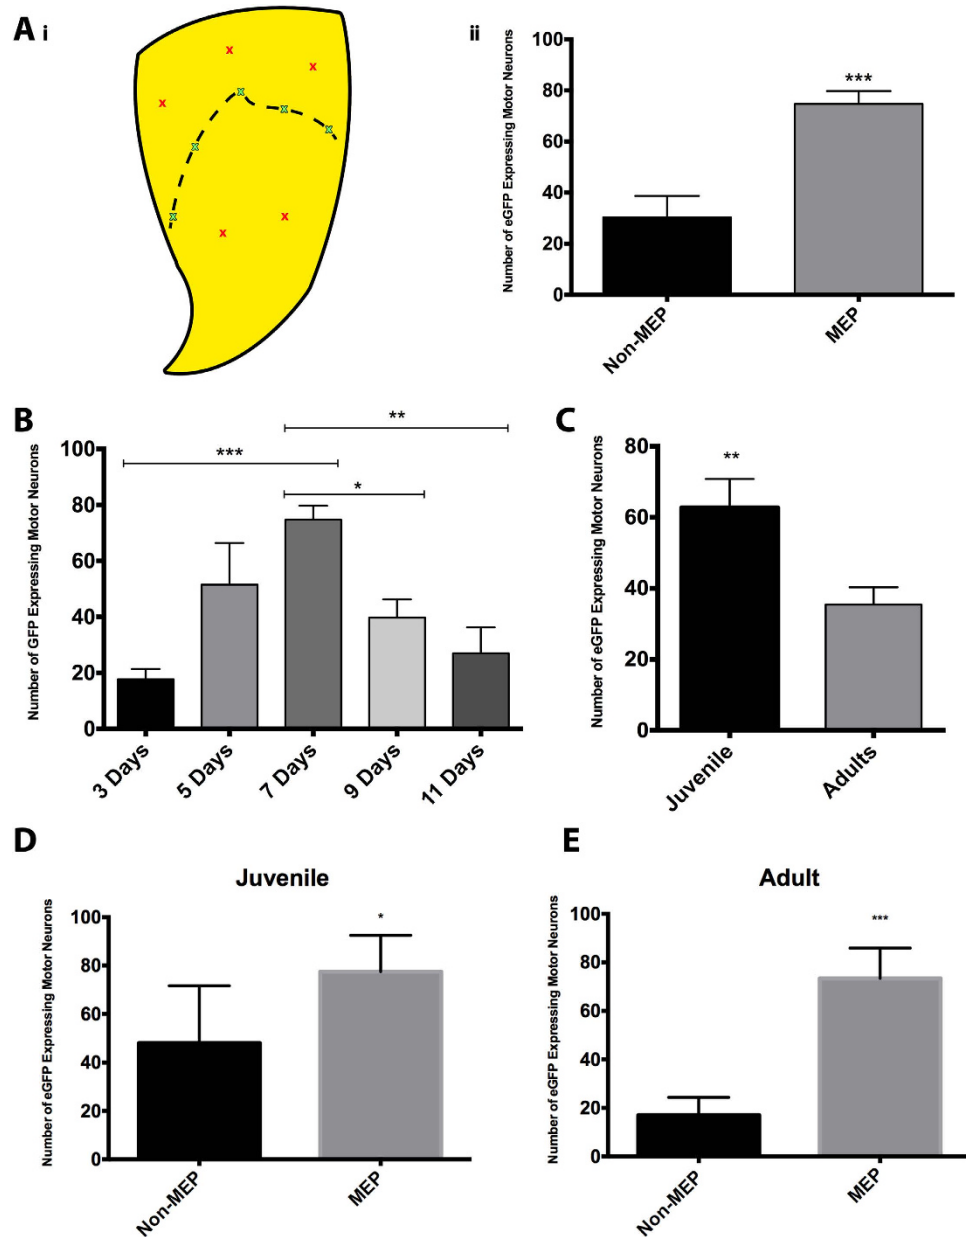 A i
x
x
x
x
x
x
x
x
x
x
ii
Number of eGFP Expressing Motor Neurons
100
80
60
40
20
0
***
Non-MEP
MEP
B
Number of GFP Expressing Motor Neurons
100
80
60
40
20
0
**
***
*
3 Days
5 Days
7 Days
9 Days
11 Days
C
Number of eGFP Expressing Motor Neurons
80
60
40
20
0
**
Juvenile
Adults
D
Juvenile
Number of eGFP Expressing Motor Neurons
100
80
60
40
20
0
*
Non-MEP
MEP
E
Adult
Number of eGFP Expressing Motor Neurons
100
80
60
40
20
0
***
Non-MEP
MEP